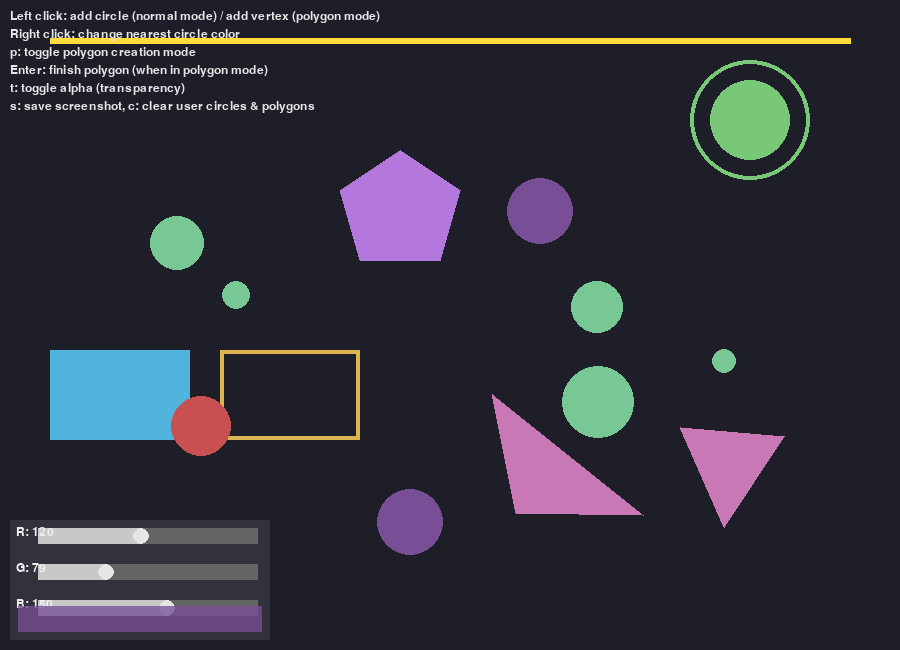 Left click: add circle (normal mode) / add vertex (polygon mode)
Right click: change nearest circle color
p: toggle polygon creation mode
Enter: finish polygon (when in polygon mode)
t: toggle alpha (transparency)
s: save screenshot, c: clear user circles & polygons
R: 120
G: 79
B: 150